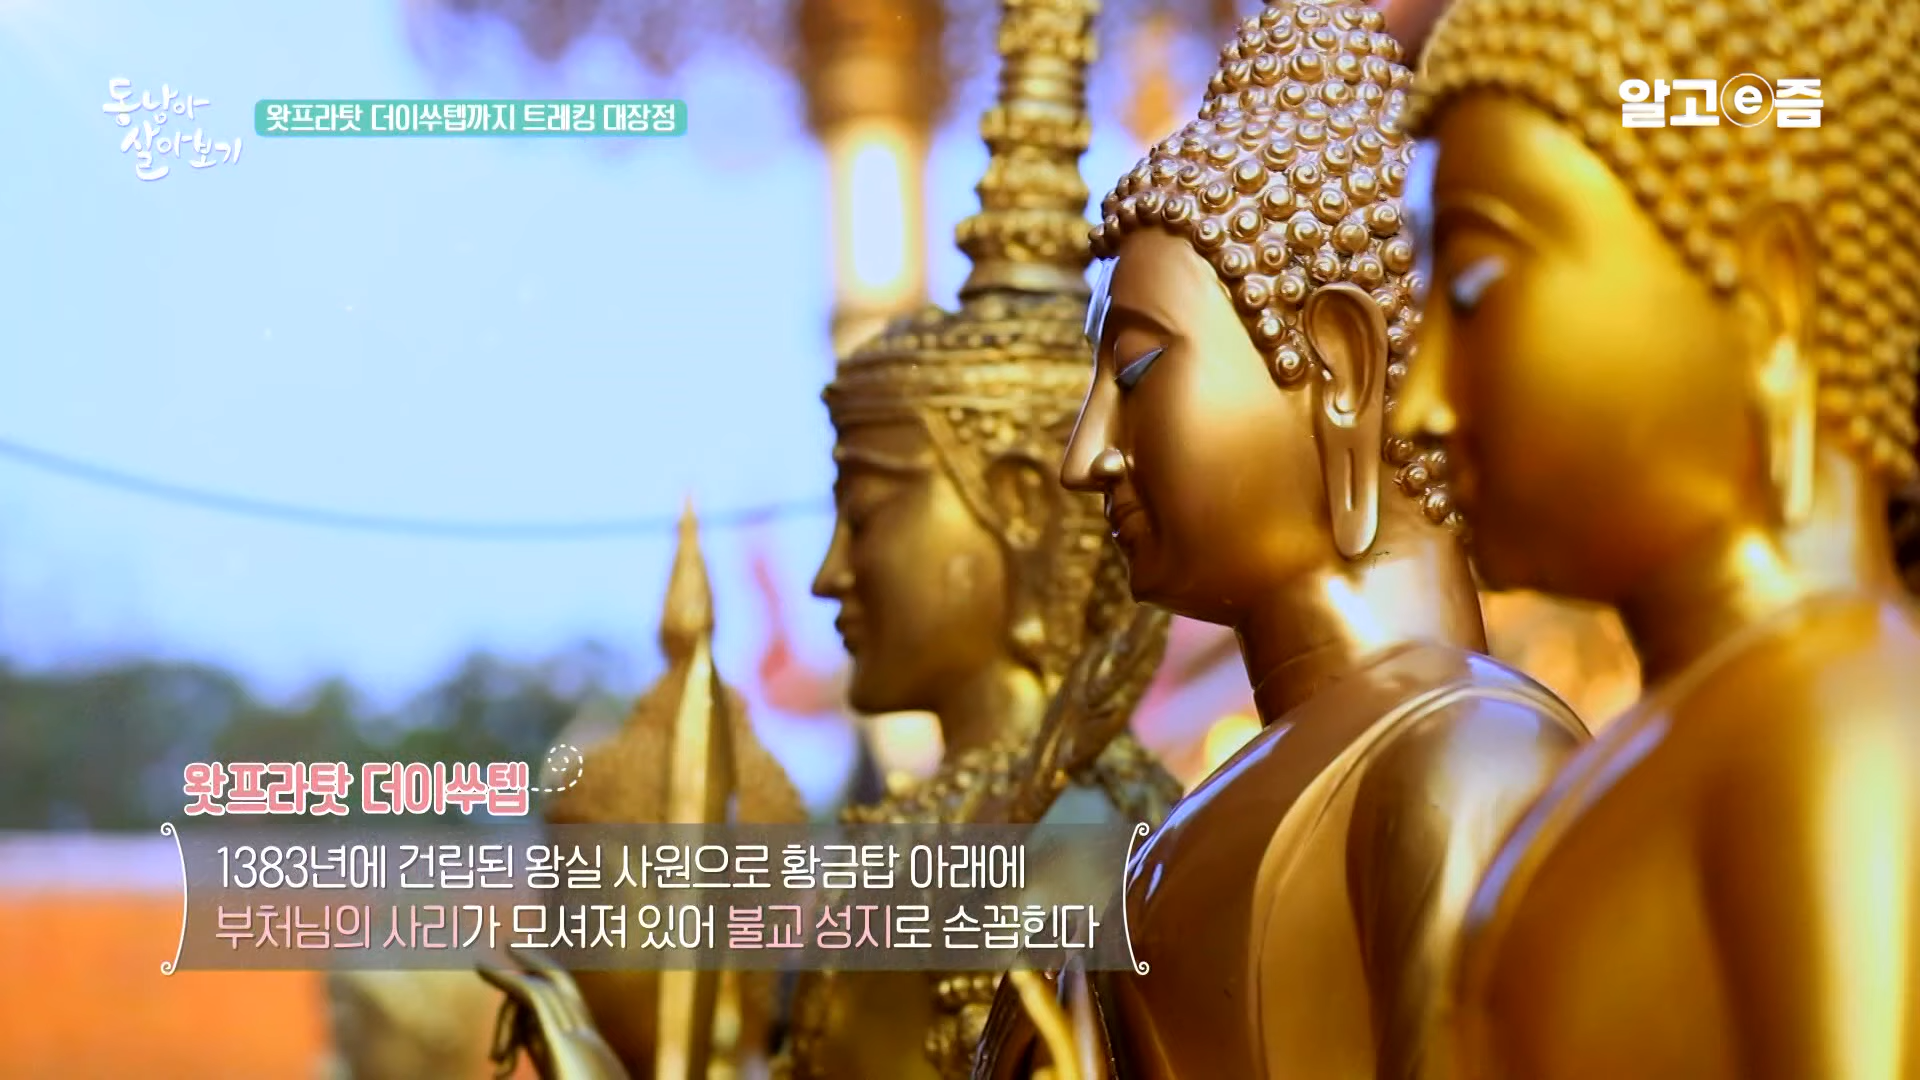 동남아
살아보기
왓프라탓 더이쑤텝까지 트레킹 대장정
알고e즘
왓프라탓 더이쑤텝
1383년에 건립된 왕실 사원으로 황금탑 아래에
부처님의 사리가 모셔져 있어 불교 성지로 손꼽힌다